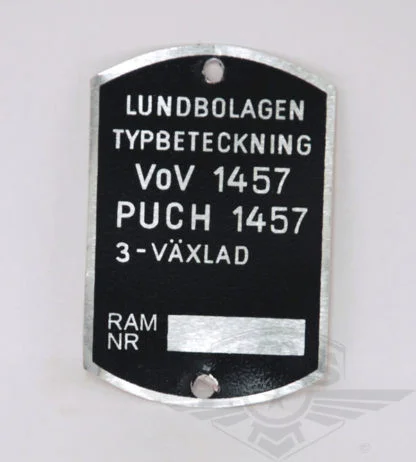 LUNDBOLAGEN
TYPBETECKNING
VoV 1457
PUCH 1457
3-VÄXLAD
RAM
NR